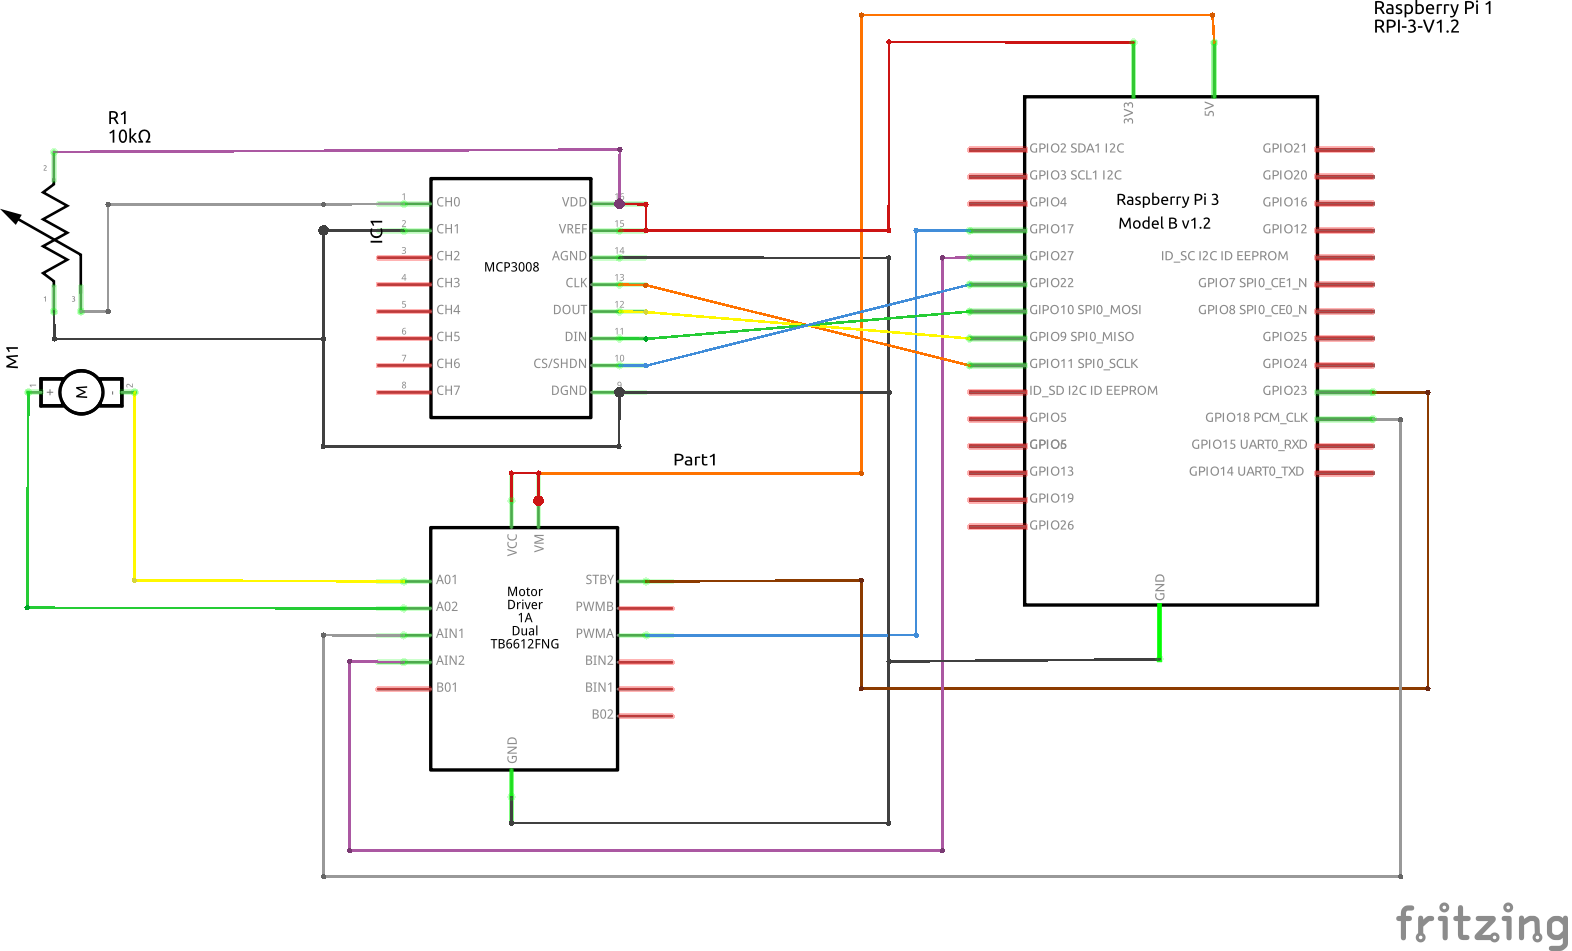 Raspberry Pi 1
RPI-3-V1.2
R1
10kΩ
2
1
3
M1
1
+
M
-
2
IC1
MCP3008
1
CH0
2
CH1
3
CH2
4
CH3
5
CH4
6
CH5
7
CH6
8
CH7
VDD
VREF
15
AGND
14
CLK
13
DOUT
12
DIN
11
CS/SHDN
10
DGND
9
Part1
VCC
VM
Motor
Driver
1A
Dual
TB6612FNG
A01
A02
AIN1
AIN2
B01
STBY
PWMB
PWMA
BIN2
BIN1
B02
GND
3V3
5V
Raspberry Pi 3
Model B v1.2
GPIO2 SDA1 I2C
GPIO3 SCL1 I2C
GPIO4
GPIO17
GPIO27
GPIO22
GIPO10 SPI0_MOSI
GPIO9 SPI0_MISO
GPIO11 SPI0_SCLK
ID_SD I2C ID EEPROM
GPIO5
GPIO6
GPIO13
GPIO19
GPIO26
GPIO21
GPIO20
GPIO16
GPIO12
ID_SC I2C ID EEPROM
GPIO7 SPI0_CE1_N
GPIO8 SPI0_CE0_N
GPIO25
GPIO24
GPIO23
GPIO18 PCM_CLK
GPIO15 UART0_RXD
GPIO14 UART0_TXD
GND
fritzing